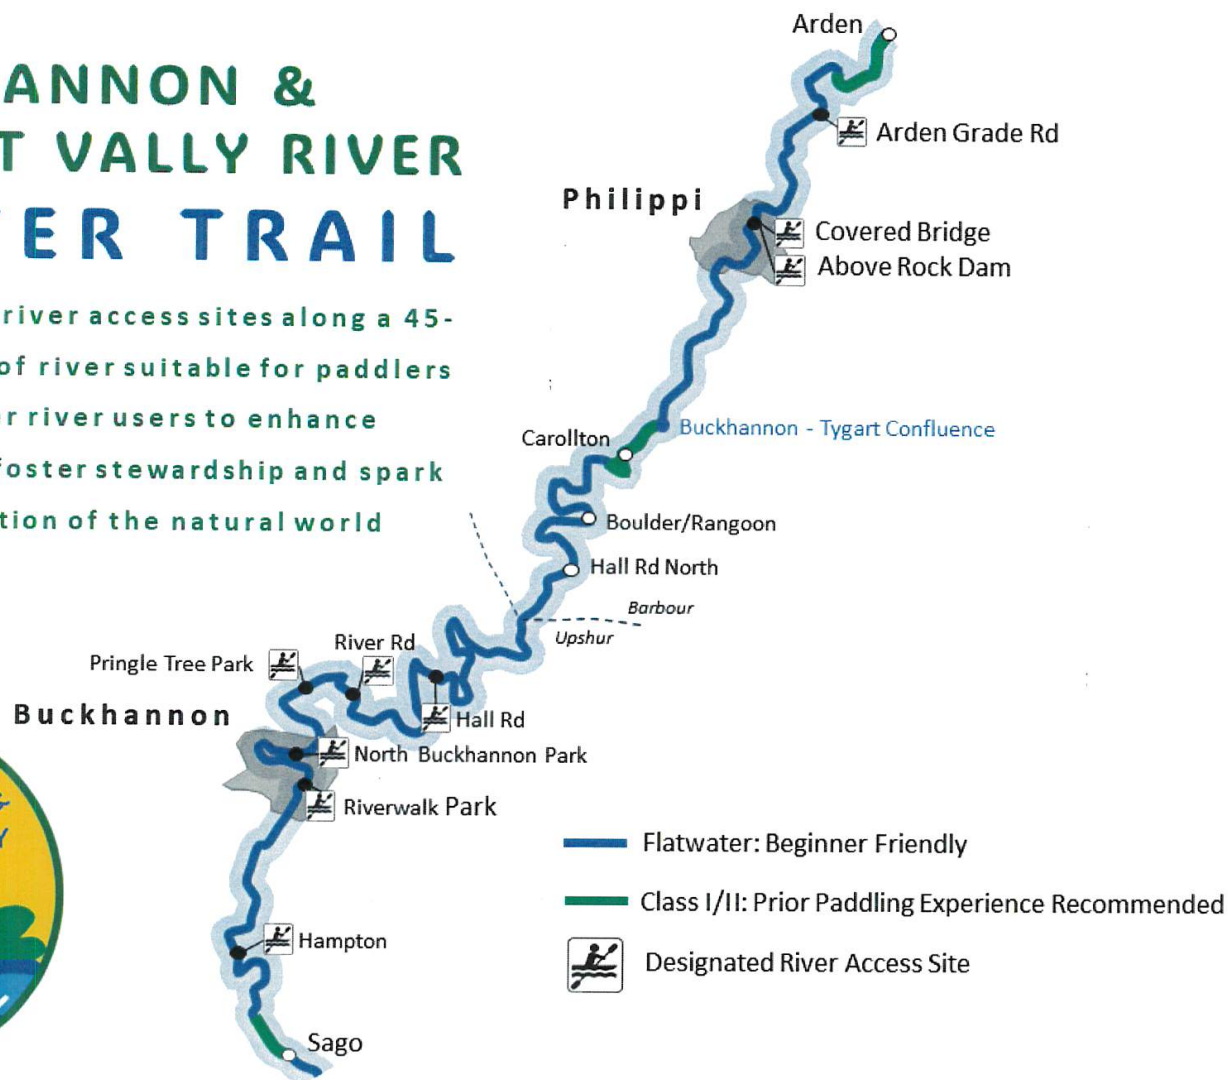 ANNON &
T VALLY RIVER
ER TRAIL
river access sites along a 45-
of river suitable for paddlers
r river users to enhance
foster stewardship and spark
tion of the natural world
Arden
Arden Grade Rd
Philippi
Covered Bridge
Above Rock Dam
Buckhannon - Tygart Confluence
Carollton
Boulder/Rangoon
Hall Rd North
Barbour
Upshur
River Rd
Pringle Tree Park
Buckhannon
Hall Rd
North Buckhannon Park
Riverwalk Park
Hampton
Sago
Flatwater: Beginner Friendly
Class I/II: Prior Paddling Experience Recommended
Designated River Access Site